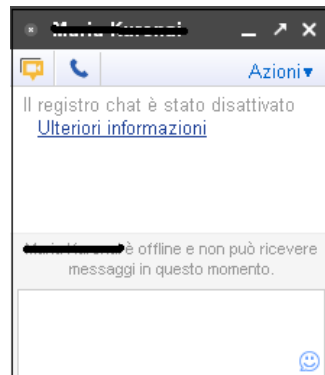 Azioni
Il registro chat è stato disattivato
Ulteriori informazioni
è offline e non può ricevere
messaggi in questo momento.